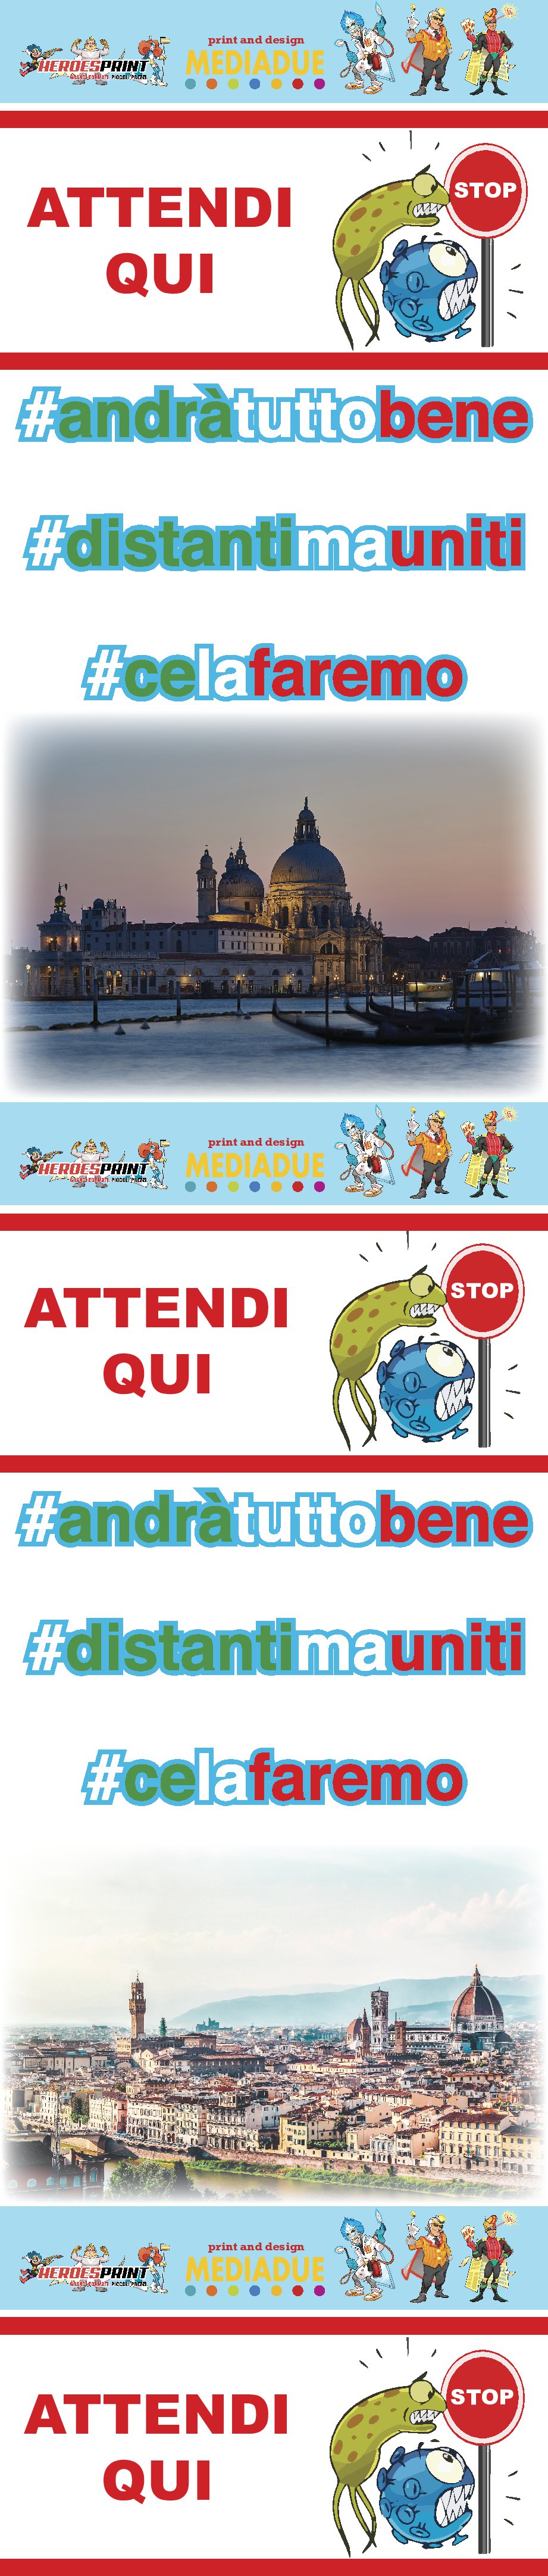 HEROESPRINT
print and design
MEDIADUE
ATTENDI
QUI
STOP
#andràtuttobene
#distantimauniti
#celafaremo
HEROESPRINT
print and design
MEDIADUE
ATTENDI
QUI
STOP
#andràtuttobene
#distantimauniti
#celafaremo
HEROESPRINT
print and design
MEDIADUE
ATTENDI
QUI
STOP